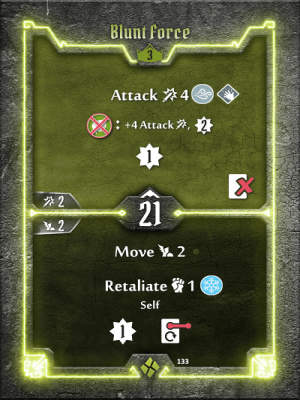 Blunt Force
3
Attack 4
: +4 Attack , 2
1
2
21
2
Move 2
Retaliate 1
Self
1
133